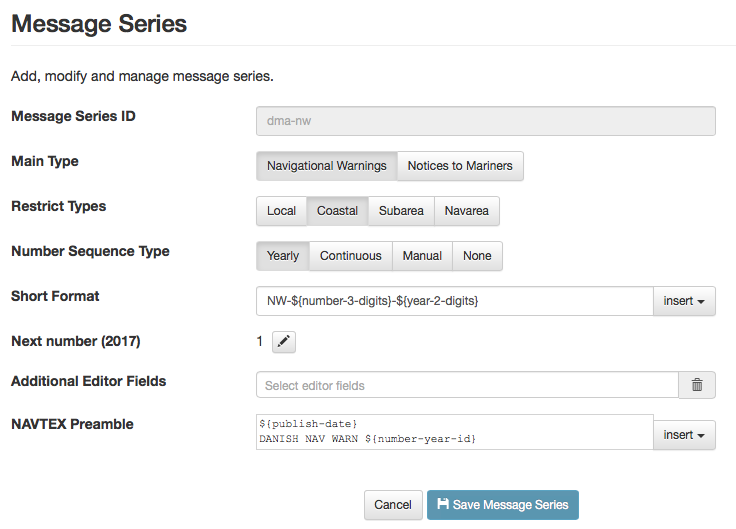 Message Series
Add, modify and manage message series.
Message Series ID
dma-nw
Main Type
Navigational Warnings Notices to Mariners
Restrict Types
Local Coastal Subarea Navarea
Number Sequence Type
Yearly Continuous Manual None
Short Format
NW-${number-3-digits}-${year-2-digits}
insert
Next number (2017)
1
Additional Editor Fields
Select editor fields
NAVTEX Preamble
${publish-date}
DANISH NAV WARN ${number-year-id}
insert
Cancel Save Message Series